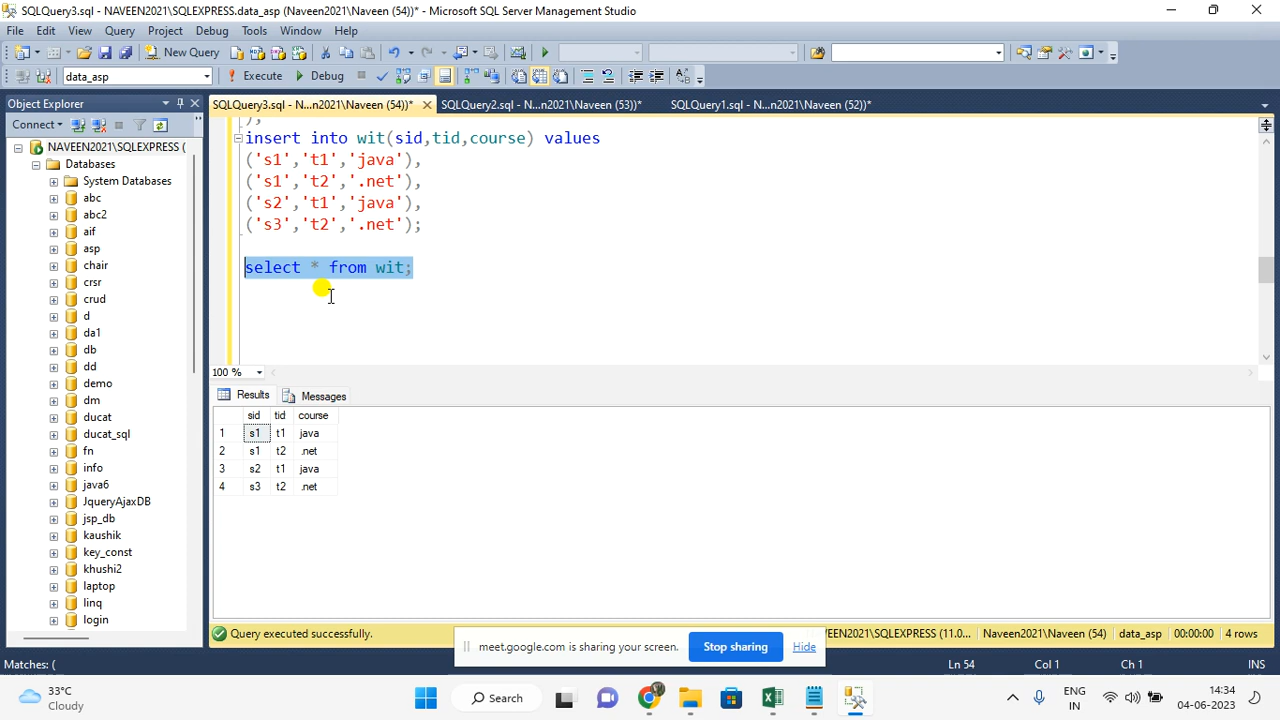 SQLQuery3.sql - NAVEEN2021\SQLEXPRESS.data_asp (Naveen2021\Naveen (54))* - Microsoft SQL Server Management Studio
File Edit View Query Project Debug Tools Window Help
New Query
data_asp Execute Debug
Object Explorer
SQLQuery3.sql - N...n2021\Naveen (54))* SQLQuery2.sql - N...n2021\Naveen (53))* SQLQuery1.sql - N...n2021\Naveen (52))*
Connect
NAVEEN2021\SQLEXPRESS (
Databases
System Databases
abc
abc2
aif
asp
chair
crsr
crud
d
da1
db
dd
demo
dm
ducat
ducat_sql
fn
info
java6
JqueryAjaxDB
jsp_db
kaushik
key_const
khushi2
laptop
linq
login
);
insert into wit(sid,tid,course) values
('s1','t1','java'),
('s1','t2','.net'),
('s2','t1','java'),
('s3','t2','.net');
select * from wit;
100 %
Results Messages
sid tid course
1 s1 t1 java
2 s1 t2 .net
3 s2 t1 java
4 s3 t2 .net
Query executed successfully.
EEN2021\SQLEXPRESS (11.0... Naveen2021\Naveen (54) data_asp 00:00:00 4 rows
meet.google.com is sharing your screen. Stop sharing Hide
Matches: (
Ln 54 Col 1 Ch 1 INS
33°C
Cloudy
Search
ENG
IN
14:34
04-06-2023